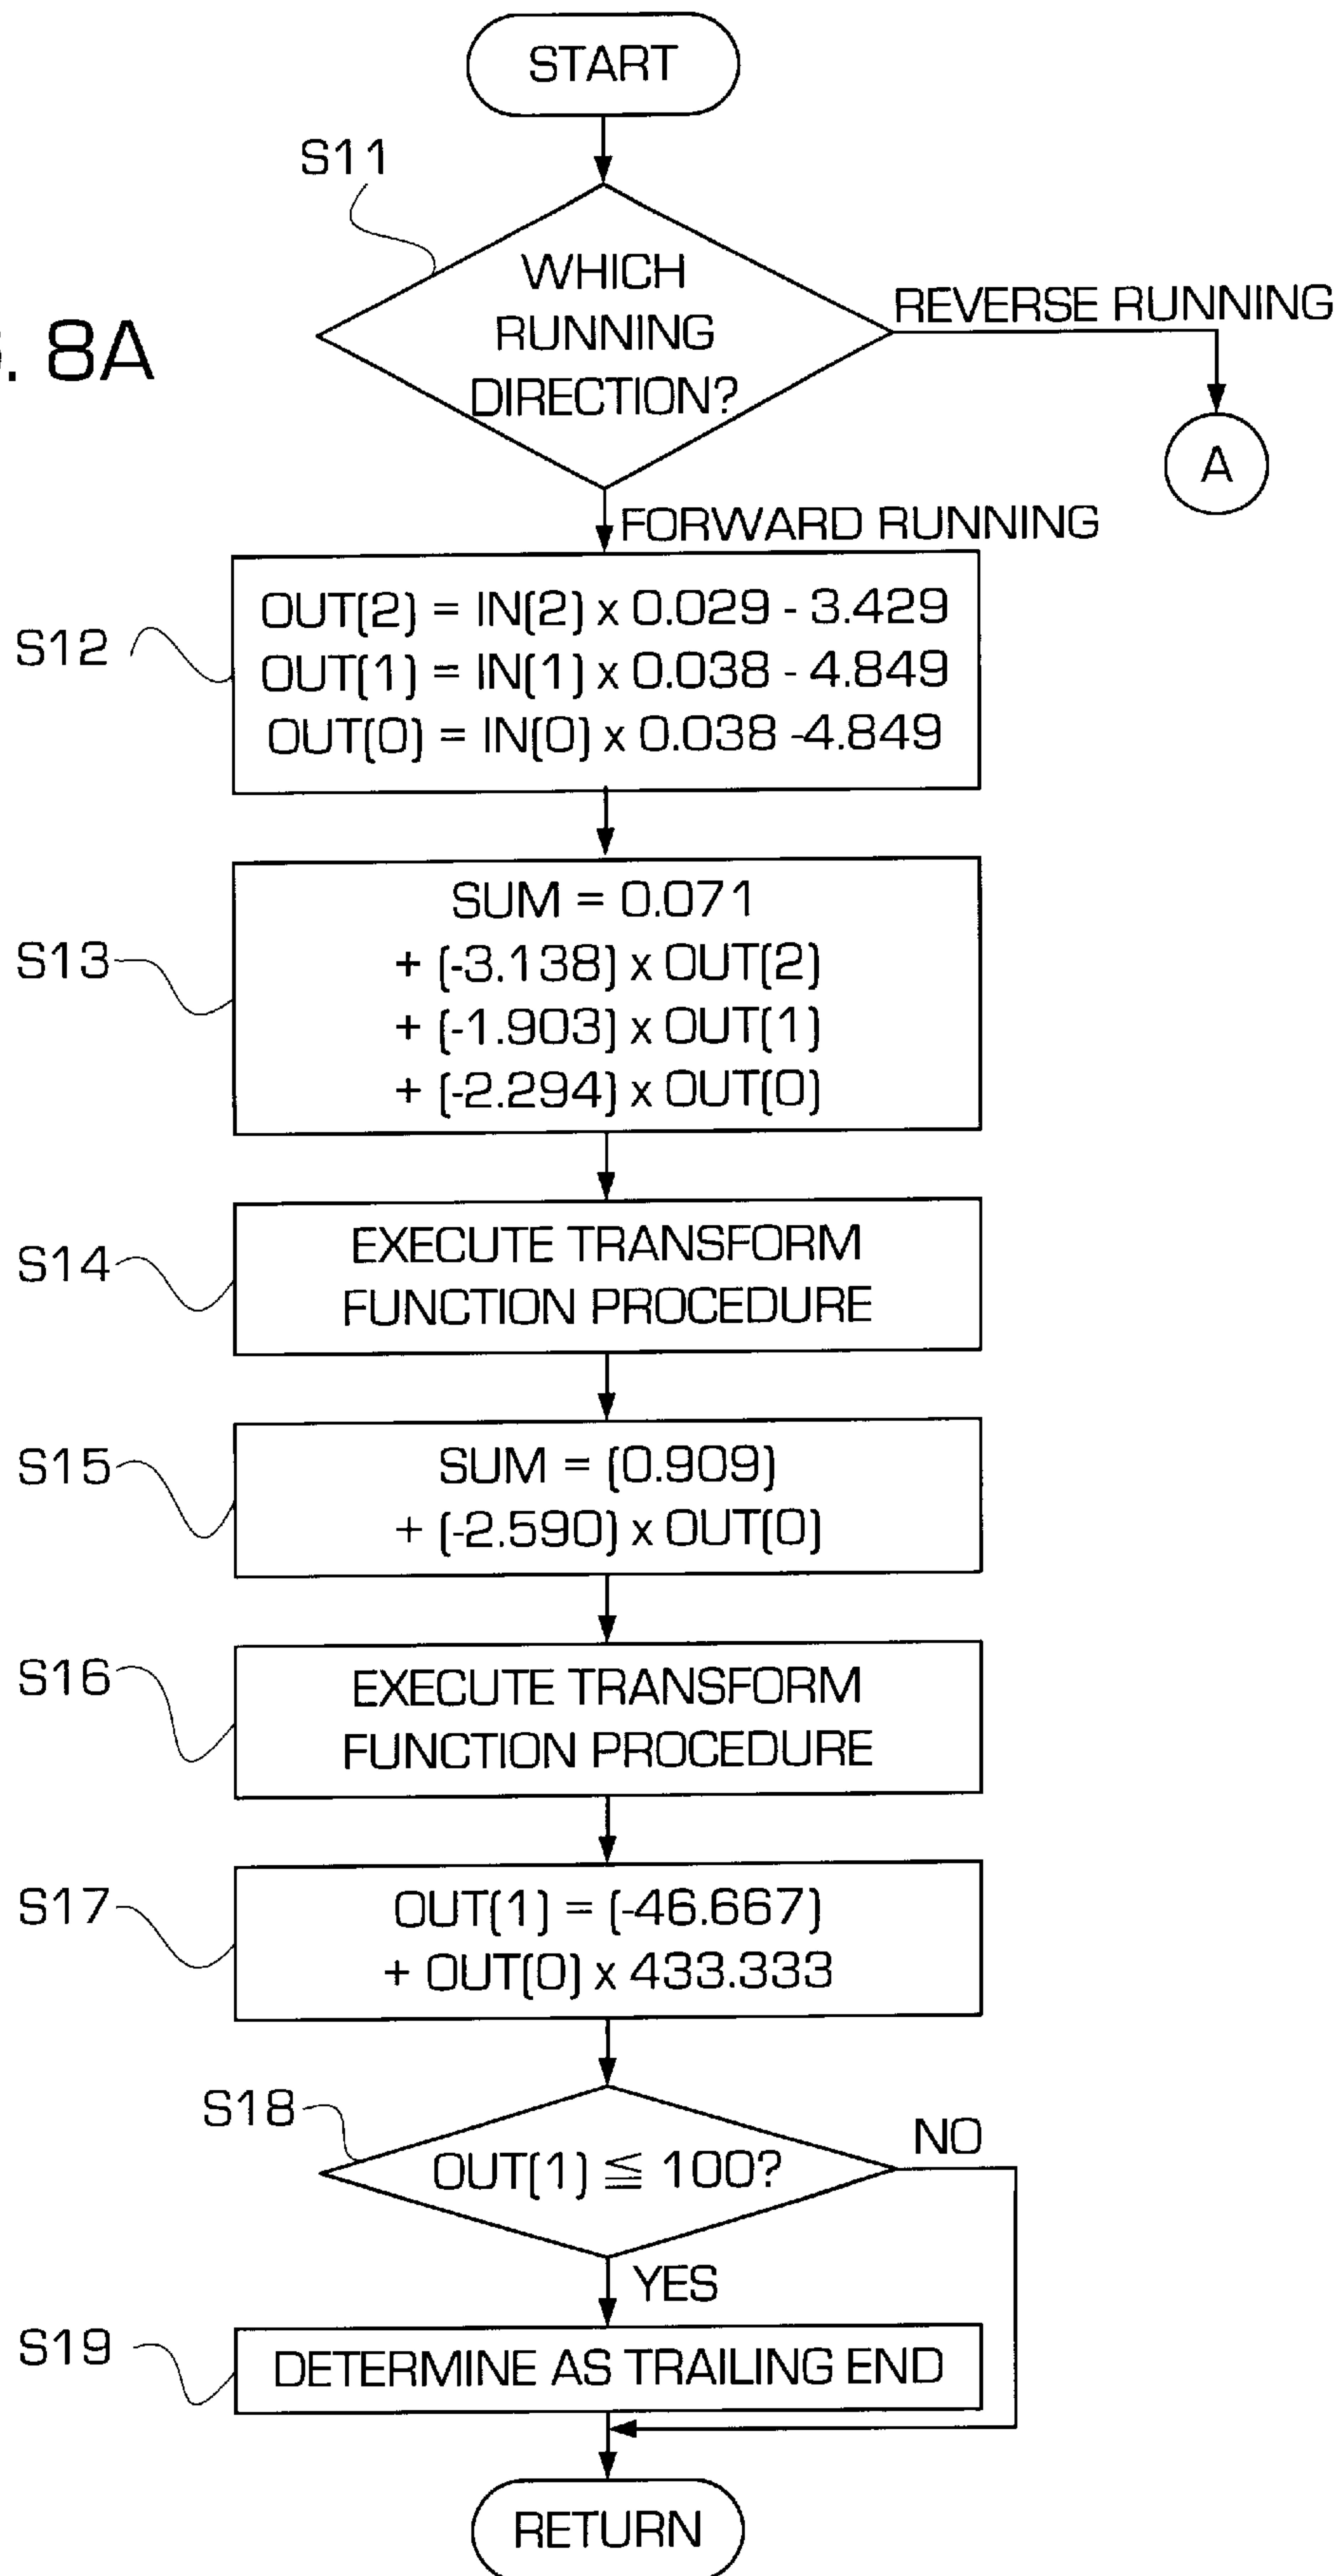 START
S11
WHICH
RUNNING
DIRECTION?
REVERSE RUNNING
. 8A
A
FORWARD RUNNING
S12
OUT(2) = IN(2) x 0.029 - 3.429
OUT(1) = IN(1) x 0.038 - 4.849
OUT(0) = IN(0) x 0.038 -4.849
S13
SUM = 0.071
+ (-3.138) x OUT(2)
+ (-1.903) x OUT(1)
+ (-2.294) x OUT(0)
S14
EXECUTE TRANSFORM
FUNCTION PROCEDURE
S15
SUM = (0.909)
+ (-2.590) x OUT(0)
S16
EXECUTE TRANSFORM
FUNCTION PROCEDURE
S17
OUT(1) = (-46.667)
+ OUT(0) x 433.333
S18
OUT(1) ≦ 100?
NO
YES
S19
DETERMINE AS TRAILING END
RETURN